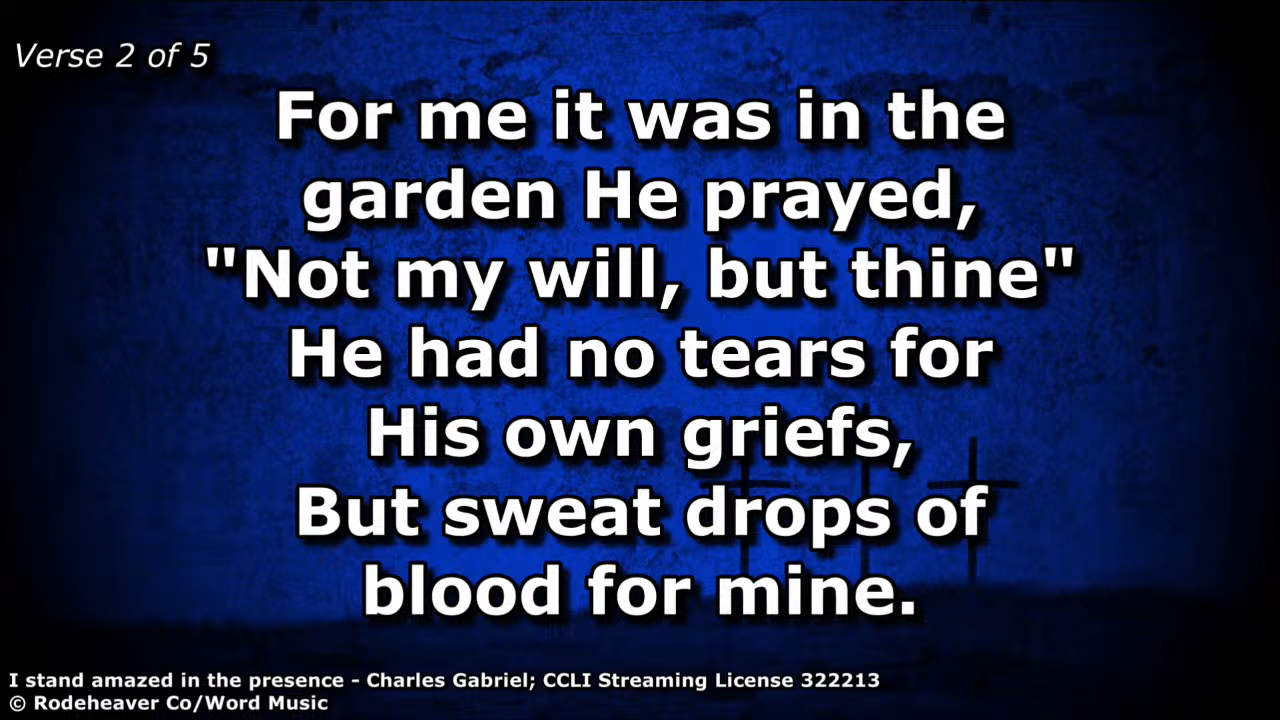 Verse 2 of 5
For me it was in the
garden He prayed,
"Not my will, but thine"
He had no tears for
His own griefs,
But sweat drops of
blood for mine.
I stand amazed in the presence - Charles Gabriel; CCLI Streaming License 322213
© Rodeheaver Co/Word Music